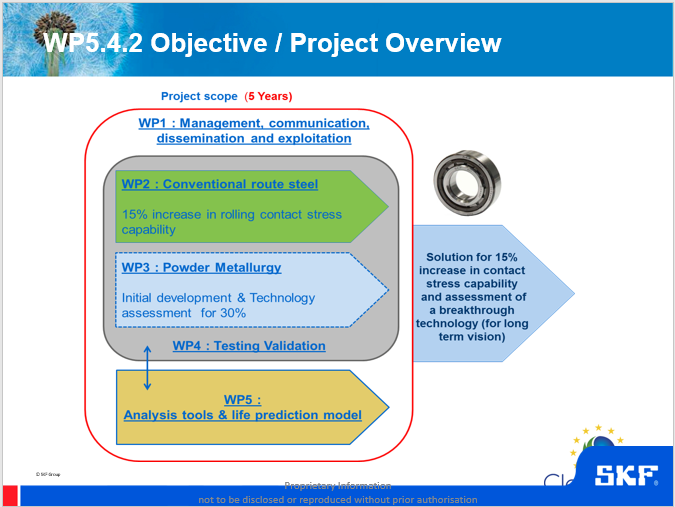 WP5.4.2 Objective / Project Overview
Project scope (5 Years)
WP1 : Management, communication,
dissemination and exploitation
WP2 : Conventional route steel
15% increase in rolling contact stress
capability
WP3 : Powder Metallurgy
Initial development & Technology
assessment for 30%
WP4 : Testing Validation
WP5 :
Analysis tools & life prediction model
Solution for 15%
increase in contact
stress capability
and assessment of
a breakthrough
technology (for long
term vision)
© SKF Group
SKF
Proprietary Information
not to be disclosed or reproduced without prior authorisation